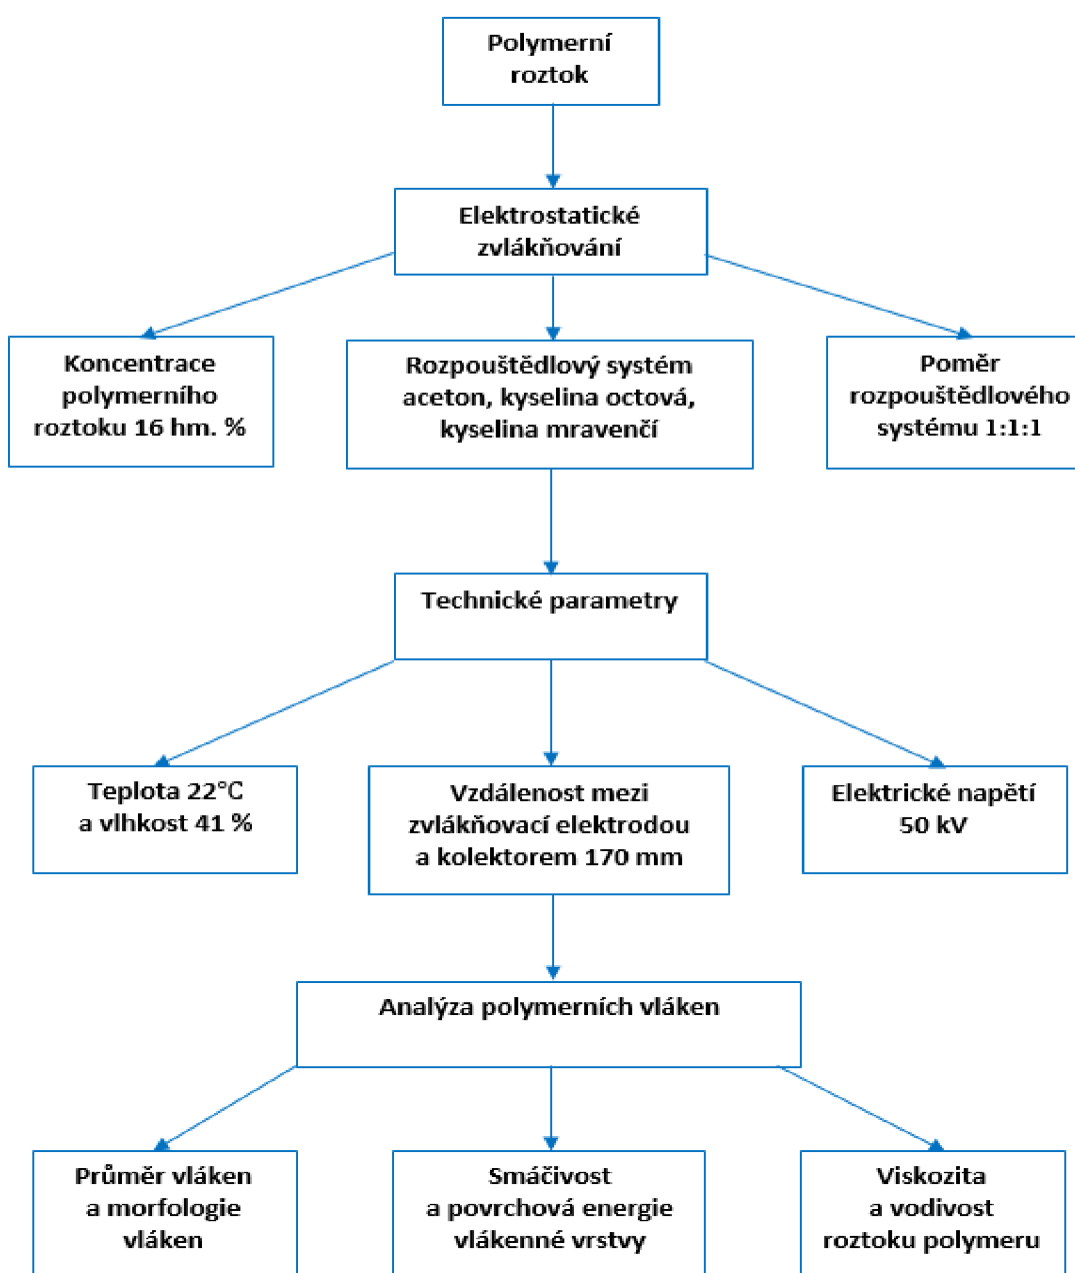 Polymerní
roztok
Elektrostatické
zvlákňování
Koncentrace
polymerního
roztoku 16 hm. %
Rozpouštědlový systém
aceton, kyselina octová,
kyselina mravenčí
Poměr
rozpouštědlového
systému 1:1:1
Technické parametry
Teplota 22°C
a vlhkost 41 %
Vzdálenost mezi
zvlákňovací elektrodou
a kolektorem 170 mm
Elektrické napětí
50 kV
Analýza polymerních vláken
Průměr vláken
a morfologie
vláken
Smáčivost
a povrchová energie
vlákenné vrstvy
Viskozita
a vodivost
roztoku polymeru